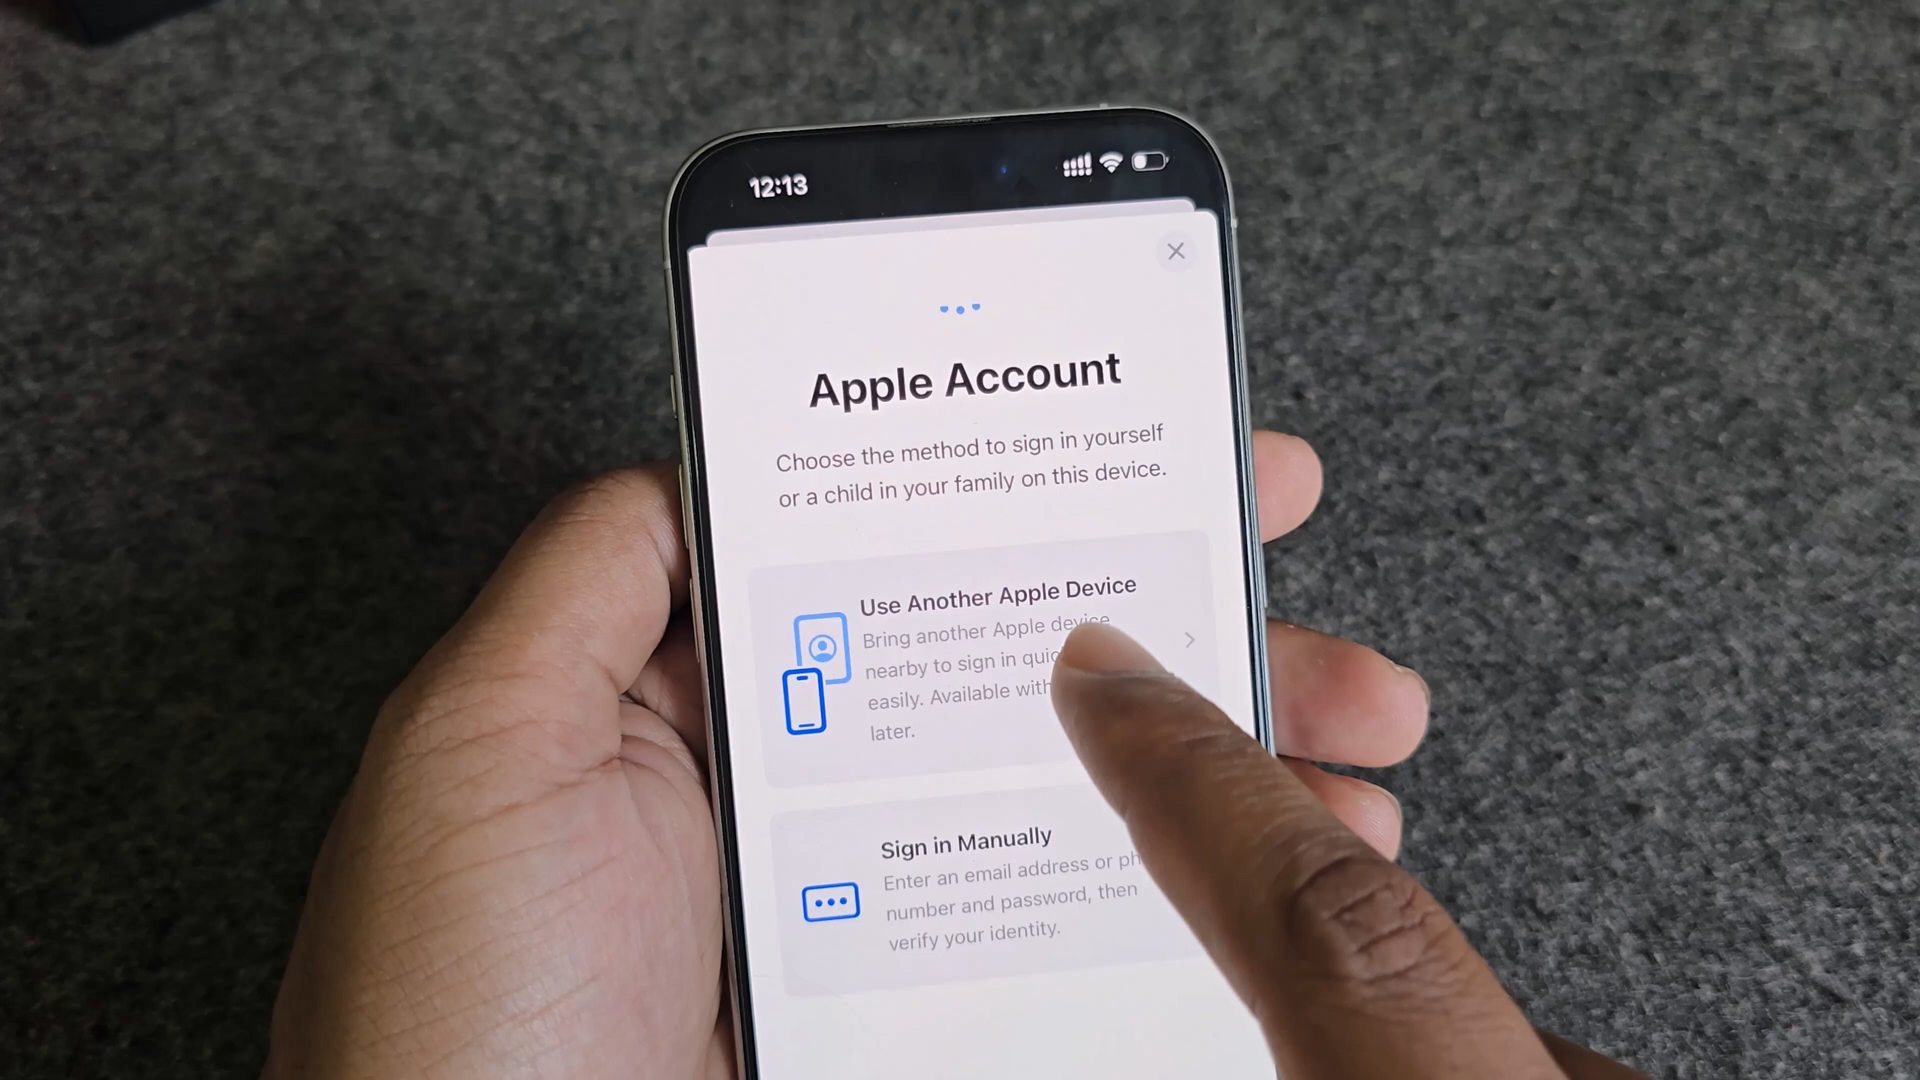 12:13
Apple Account
Choose the method to sign in yourself
or a child in your family on this device.
Use Another Apple Device
Bring another Apple device
nearby to sign in
easily. Available with
later.
Sign in Manually
Enter an email address or
number and password, then
verify your identity.